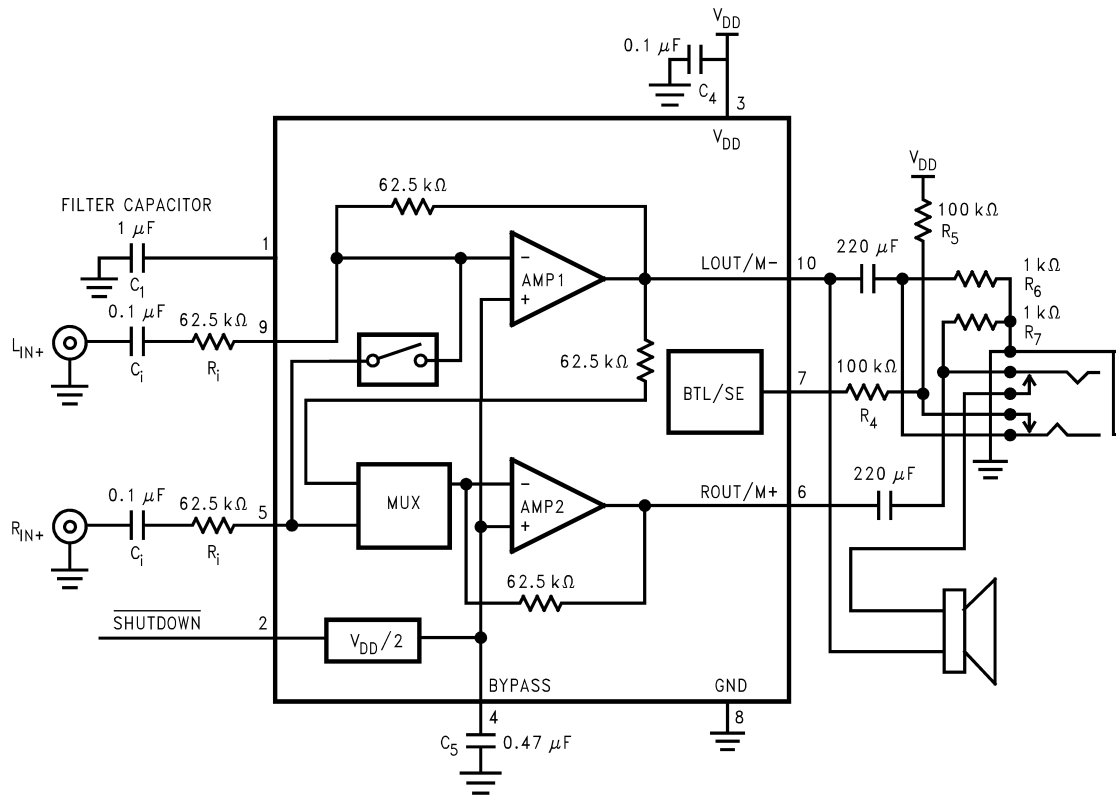 V_DD
0.1 µF
C_4
3
V_DD
62.5 kΩ
V_DD
FILTER CAPACITOR
1 µF
1
C_1
100 kΩ
R_5
220 µF
LOUT/M-
10
-
AMP1
+
1 kΩ
R_6
0.1 µF
62.5 kΩ
9
L_IN+
C_i
R_i
1 kΩ
R_7
62.5 kΩ
BTL/SE
7
100 kΩ
R_4
0.1 µF
62.5 kΩ
5
R_IN+
C_i
R_i
MUX
-
AMP2
+
ROUT/M+
6
220 µF
62.5 kΩ
SHUTDOWN
2
V_DD/2
BYPASS
GND
4
8
C_5
0.47 µF